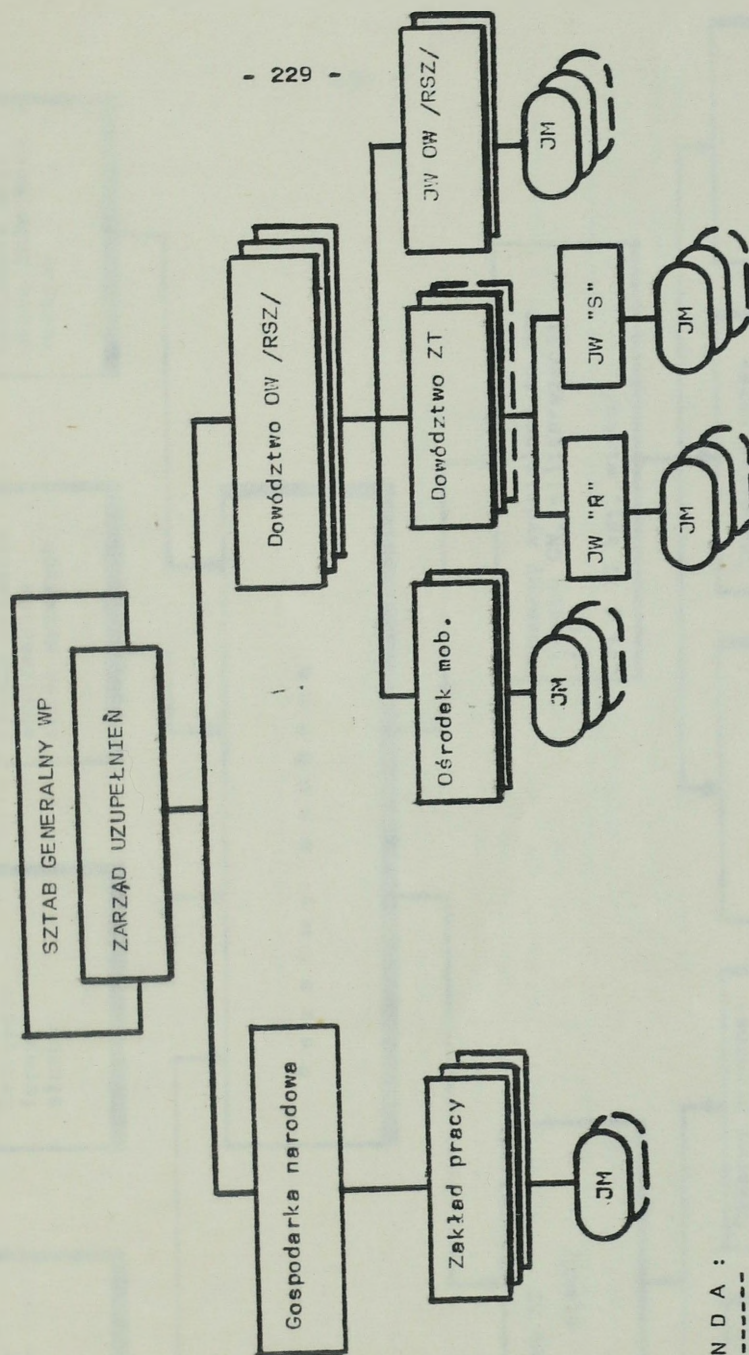 - 229 -
SZTAB GENERALNY WP
ZARZĄD UZUPEŁNIEŃ
Gospodarka narodowa
Dowództwo OW /RSZ/
Zakład pracy
Ośrodek mob.
Dowództwo ZT
JW OW /RSZ/
JM
JM
JW "R"
JW "S"
JM
JM
JM
N D A :